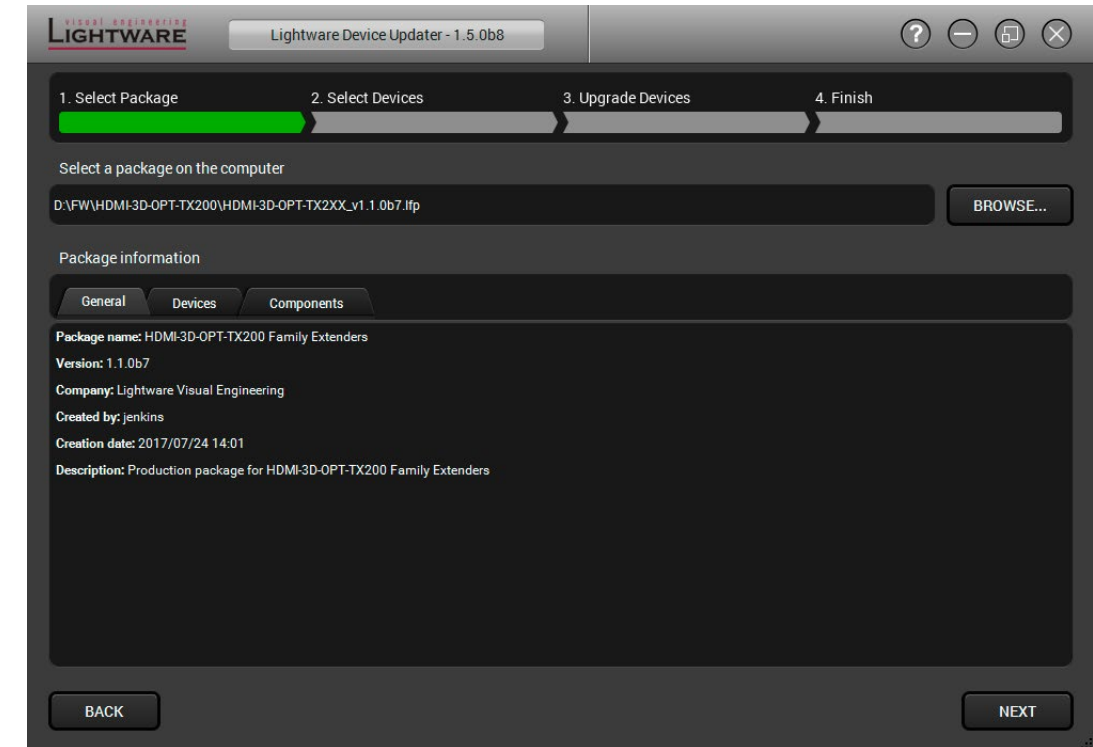 visual engineering
LIGHTWARE
Lightware Device Updater - 1.5.0b8
?
1. Select Package 2. Select Devices 3. Upgrade Devices 4. Finish
Select a package on the computer
D:\FW\HDMI-3D-OPT-TX200\HDMI-3D-OPT-TX2XX_v1.1.0b7.lfp
BROWSE...
Package information
General Devices Components
Package name: HDMI-3D-OPT-TX200 Family Extenders
Version: 1.1.0b7
Company: Lightware Visual Engineering
Created by: jenkins
Creation date: 2017/07/24 14:01
Description: Production package for HDMI-3D-OPT-TX200 Family Extenders
BACK NEXT